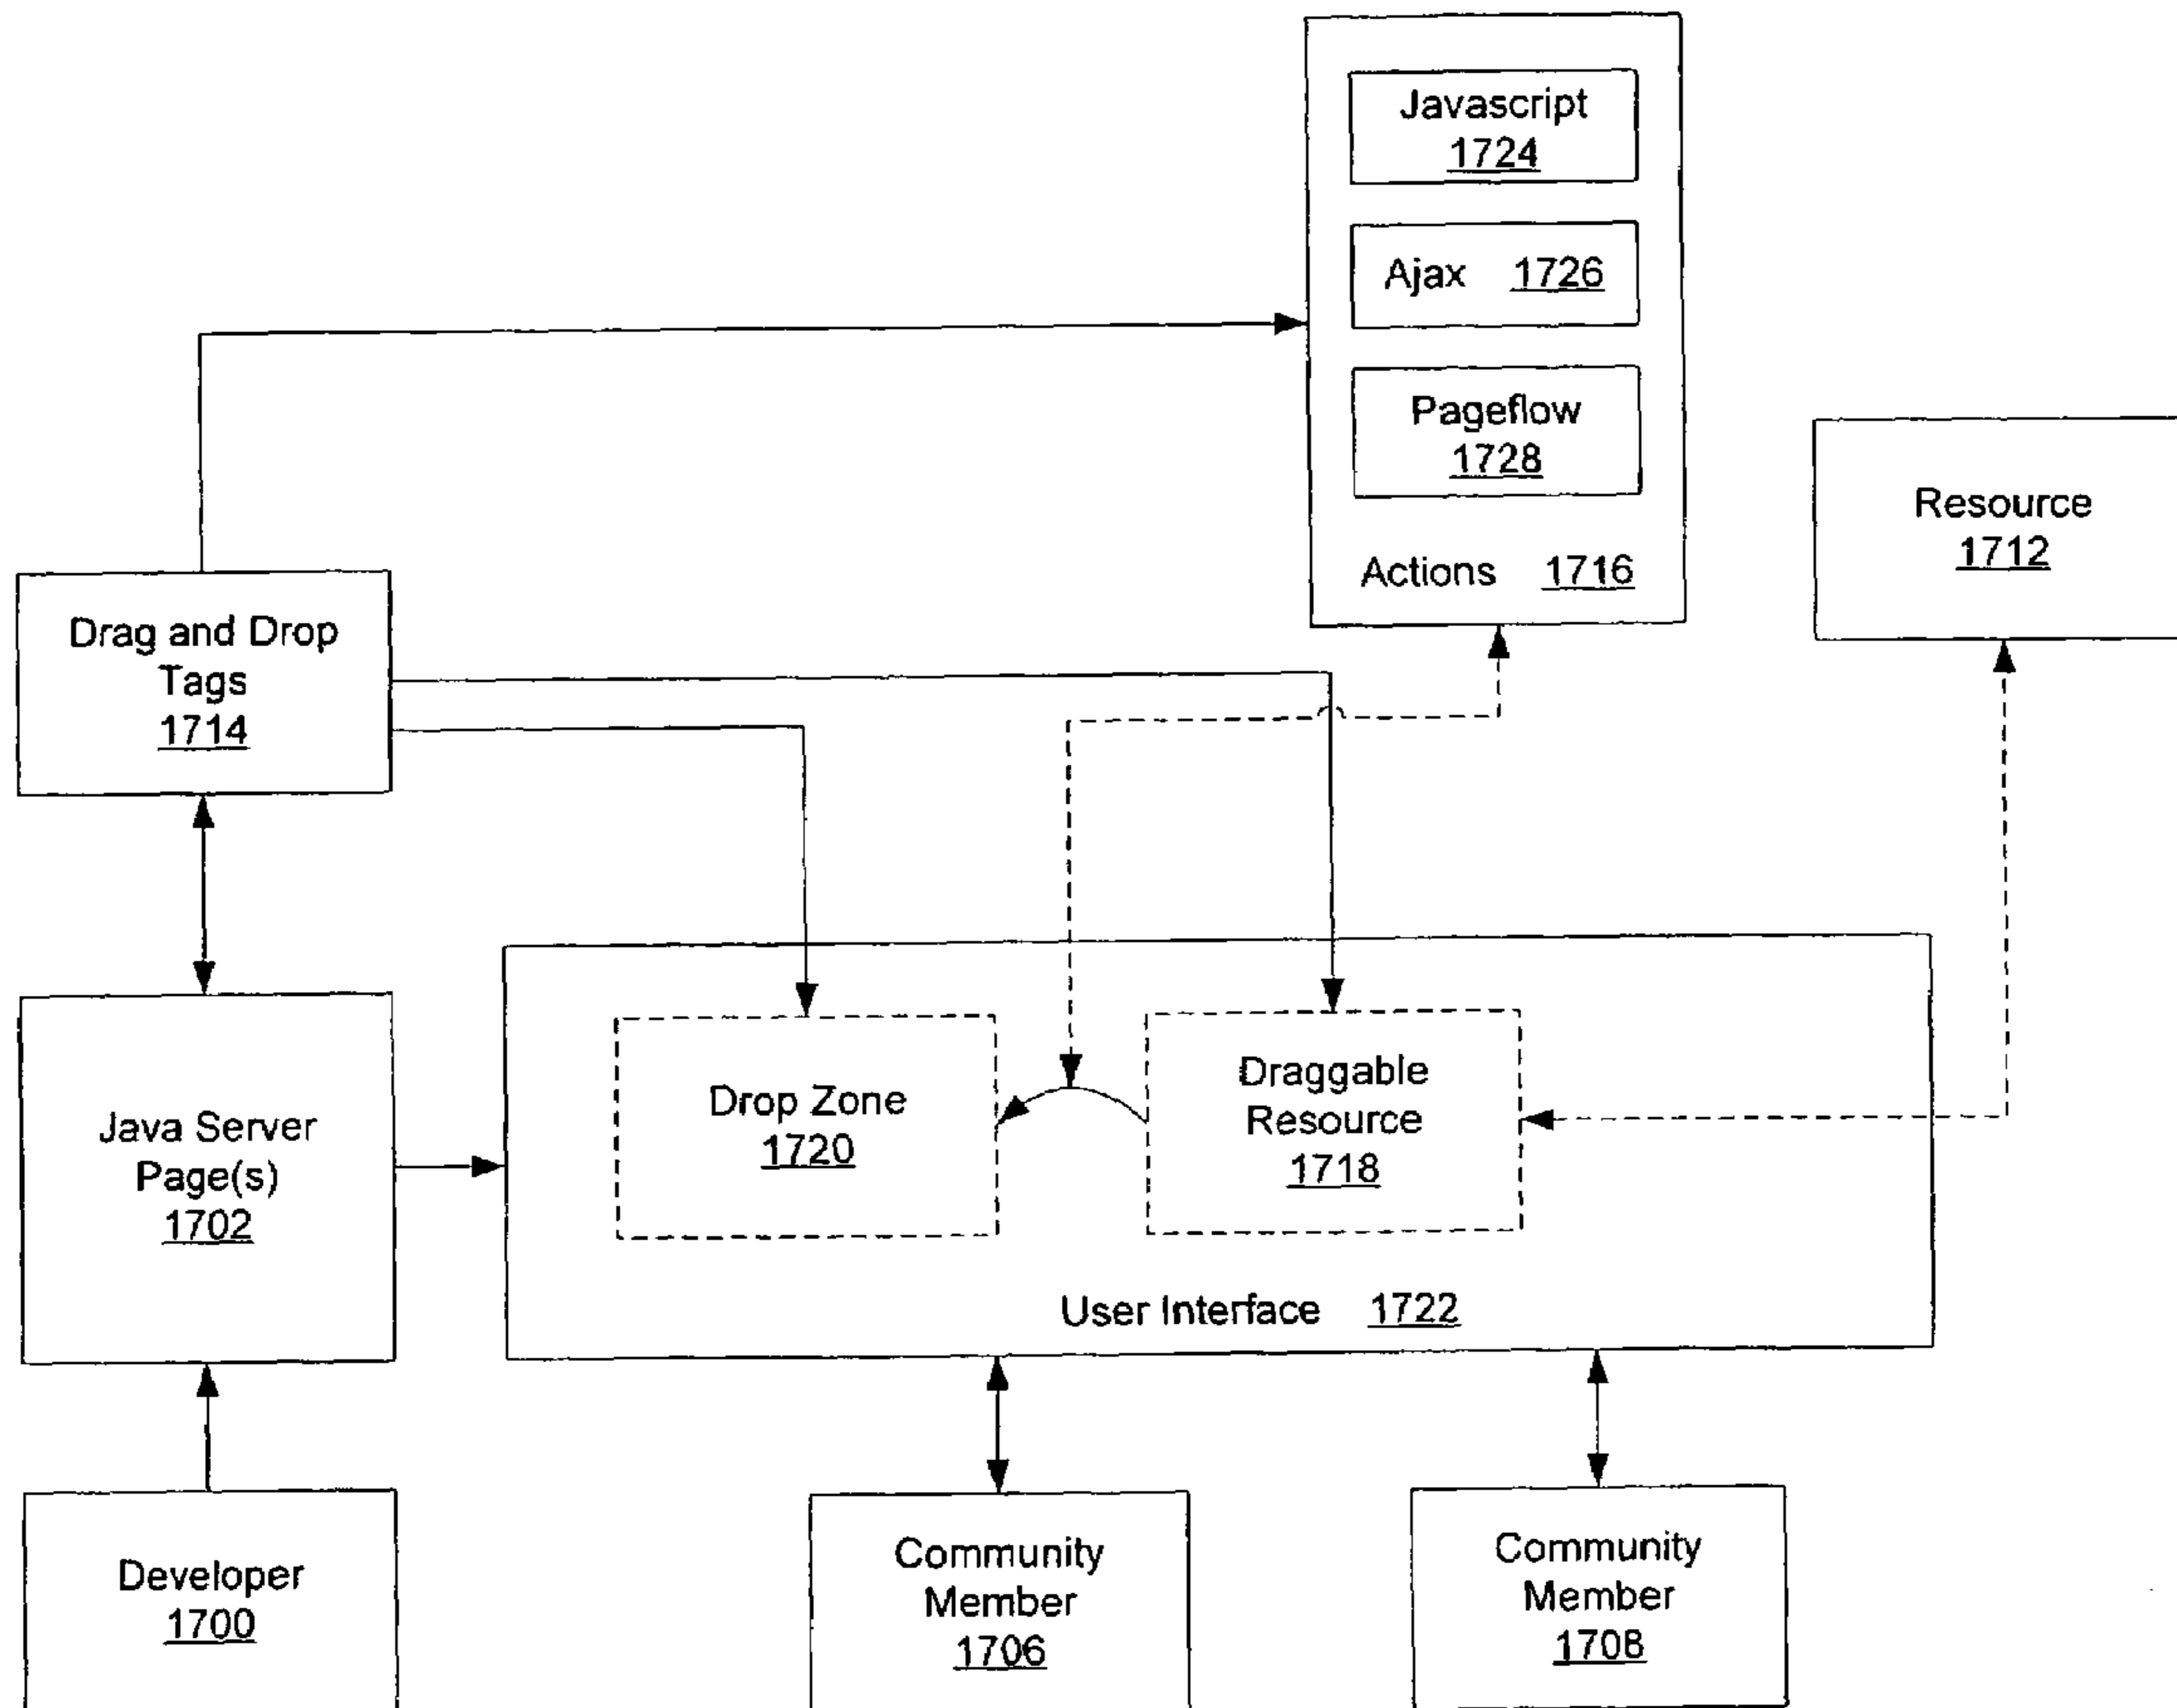 Javascript
1724
Ajax 1726
Pageflow
1728
Actions 1716
Resource
1712
Drag and Drop
Tags
1714
Java Server
Page(s)
1702
Drop Zone
1720
Draggable
Resource
1718
User Interface 1722
Developer
1700
Community
Member
1706
Community
Member
1708